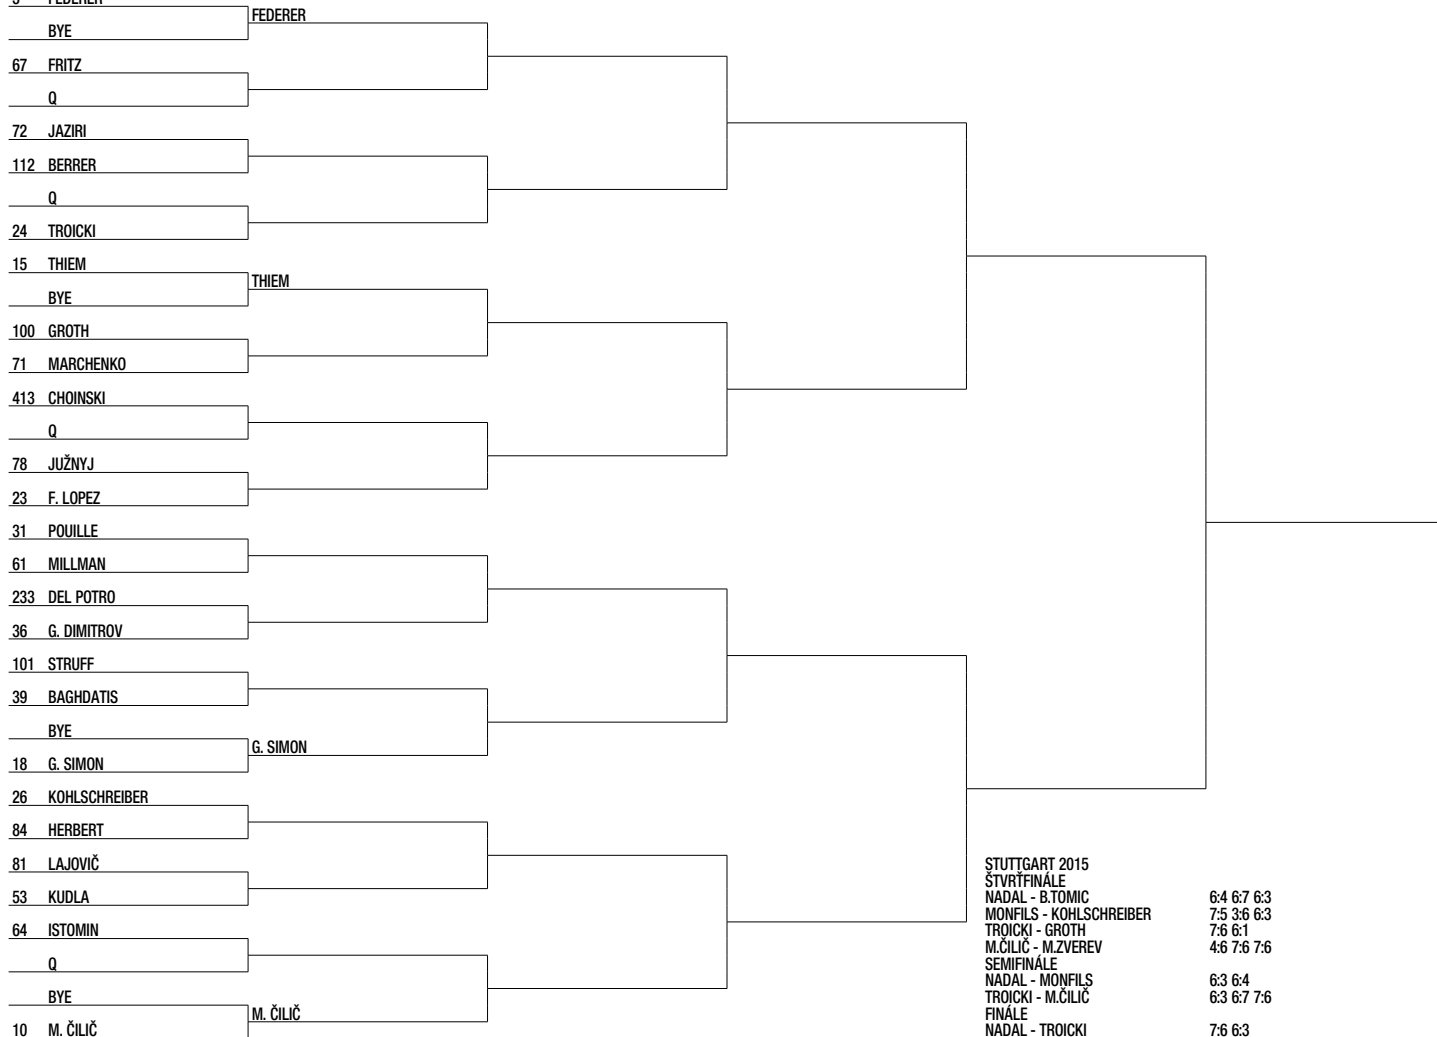 FEDERER
BYE
FEDERER
67 FRITZ
Q
72 JAZIRI
112 BERRER
Q
24 TROICKI
15 THIEM
THIEM
BYE
100 GROTH
71 MARCHENKO
413 CHOINSKI
Q
78 JUŽNYJ
23 F. LOPEZ
31 POUILLE
61 MILLMAN
233 DEL POTRO
36 G. DIMITROV
101 STRUFF
39 BAGHDATIS
BYE
G. SIMON
18 G. SIMON
26 KOHLSCHREIBER
84 HERBERT
81 LAJOVIČ
53 KUDLA
64 ISTOMIN
Q
BYE
M. ČILIČ
10 M. ČILIČ
STUTTGART 2015
ŠTVRŤFINÁLE
NADAL - B.TOMIC 6:4 6:7 6:3
MONFILS - KOHLSCHREIBER 7:5 3:6 6:3
TROICKI - GROTH 7:6 6:1
M.ČILIČ - M.ZVEREV 4:6 7:6 7:6
SEMIFINÁLE
NADAL - MONFILS 6:3 6:4
TROICKI - M.ČILIČ 6:3 6:7 7:6
FINÁLE
NADAL - TROICKI 7:6 6:3